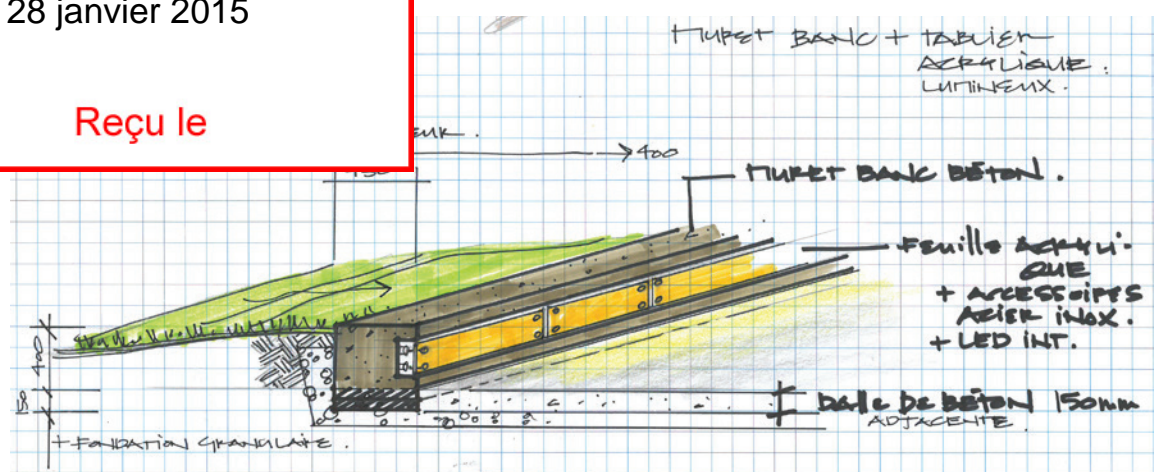 28 janvier 2015
Reçu le
MURET BANC + TABLIER
ACRYLIQUE.
LUMINEUX.
400
MURET BANC BÉTON.
FEUILLE ACRYLI-
QUE
+ ACCESSOIRES
ACIER INOX.
+ LED INT.
400
150
DALLE DE BÉTON 150mm
ADJACENTE.
+ FONDATION GRANULAIRE.